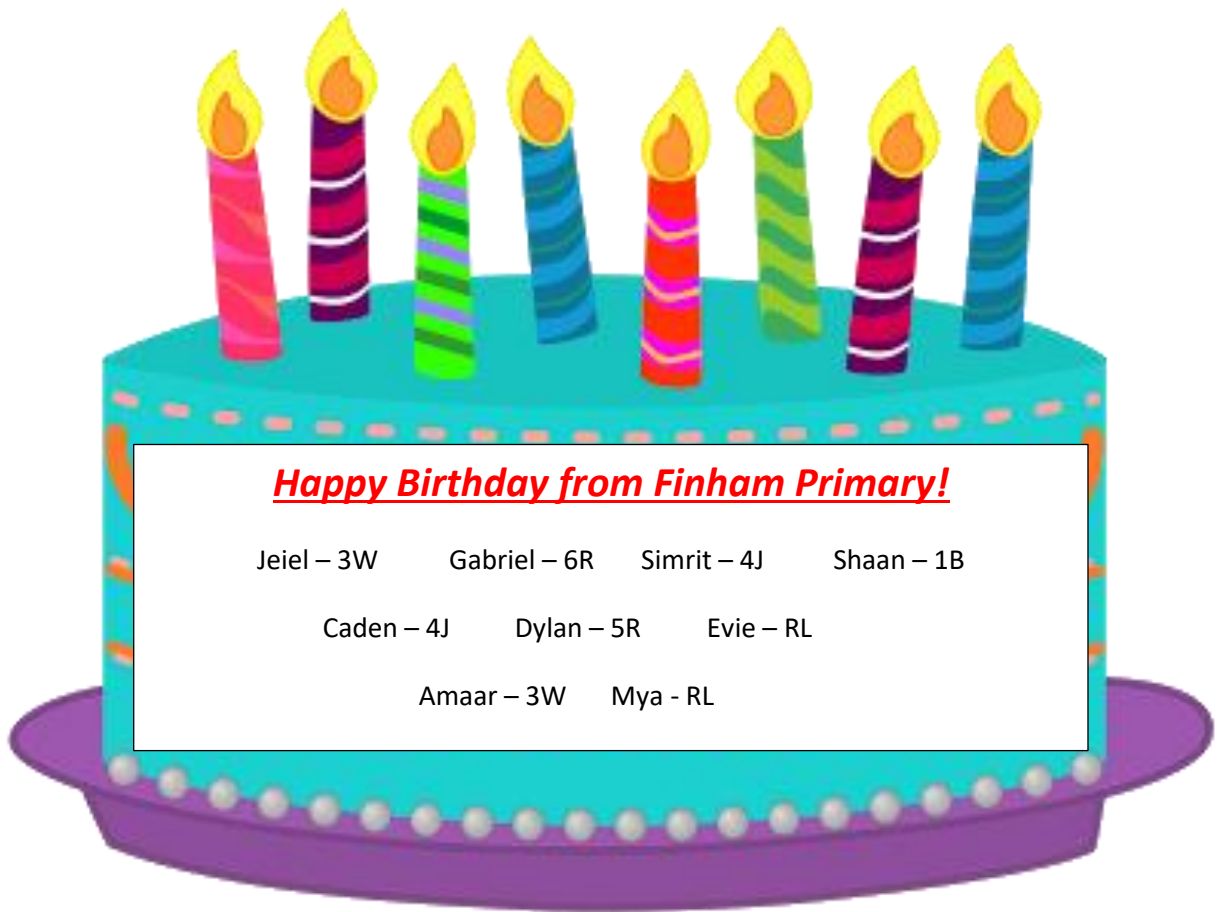 Happy Birthday from Finham Primary!
Jeiel – 3W Gabriel – 6R Simrit – 4J Shaan – 1B
Caden – 4J Dylan – 5R Evie – RL
Amaar – 3W Mya - RL